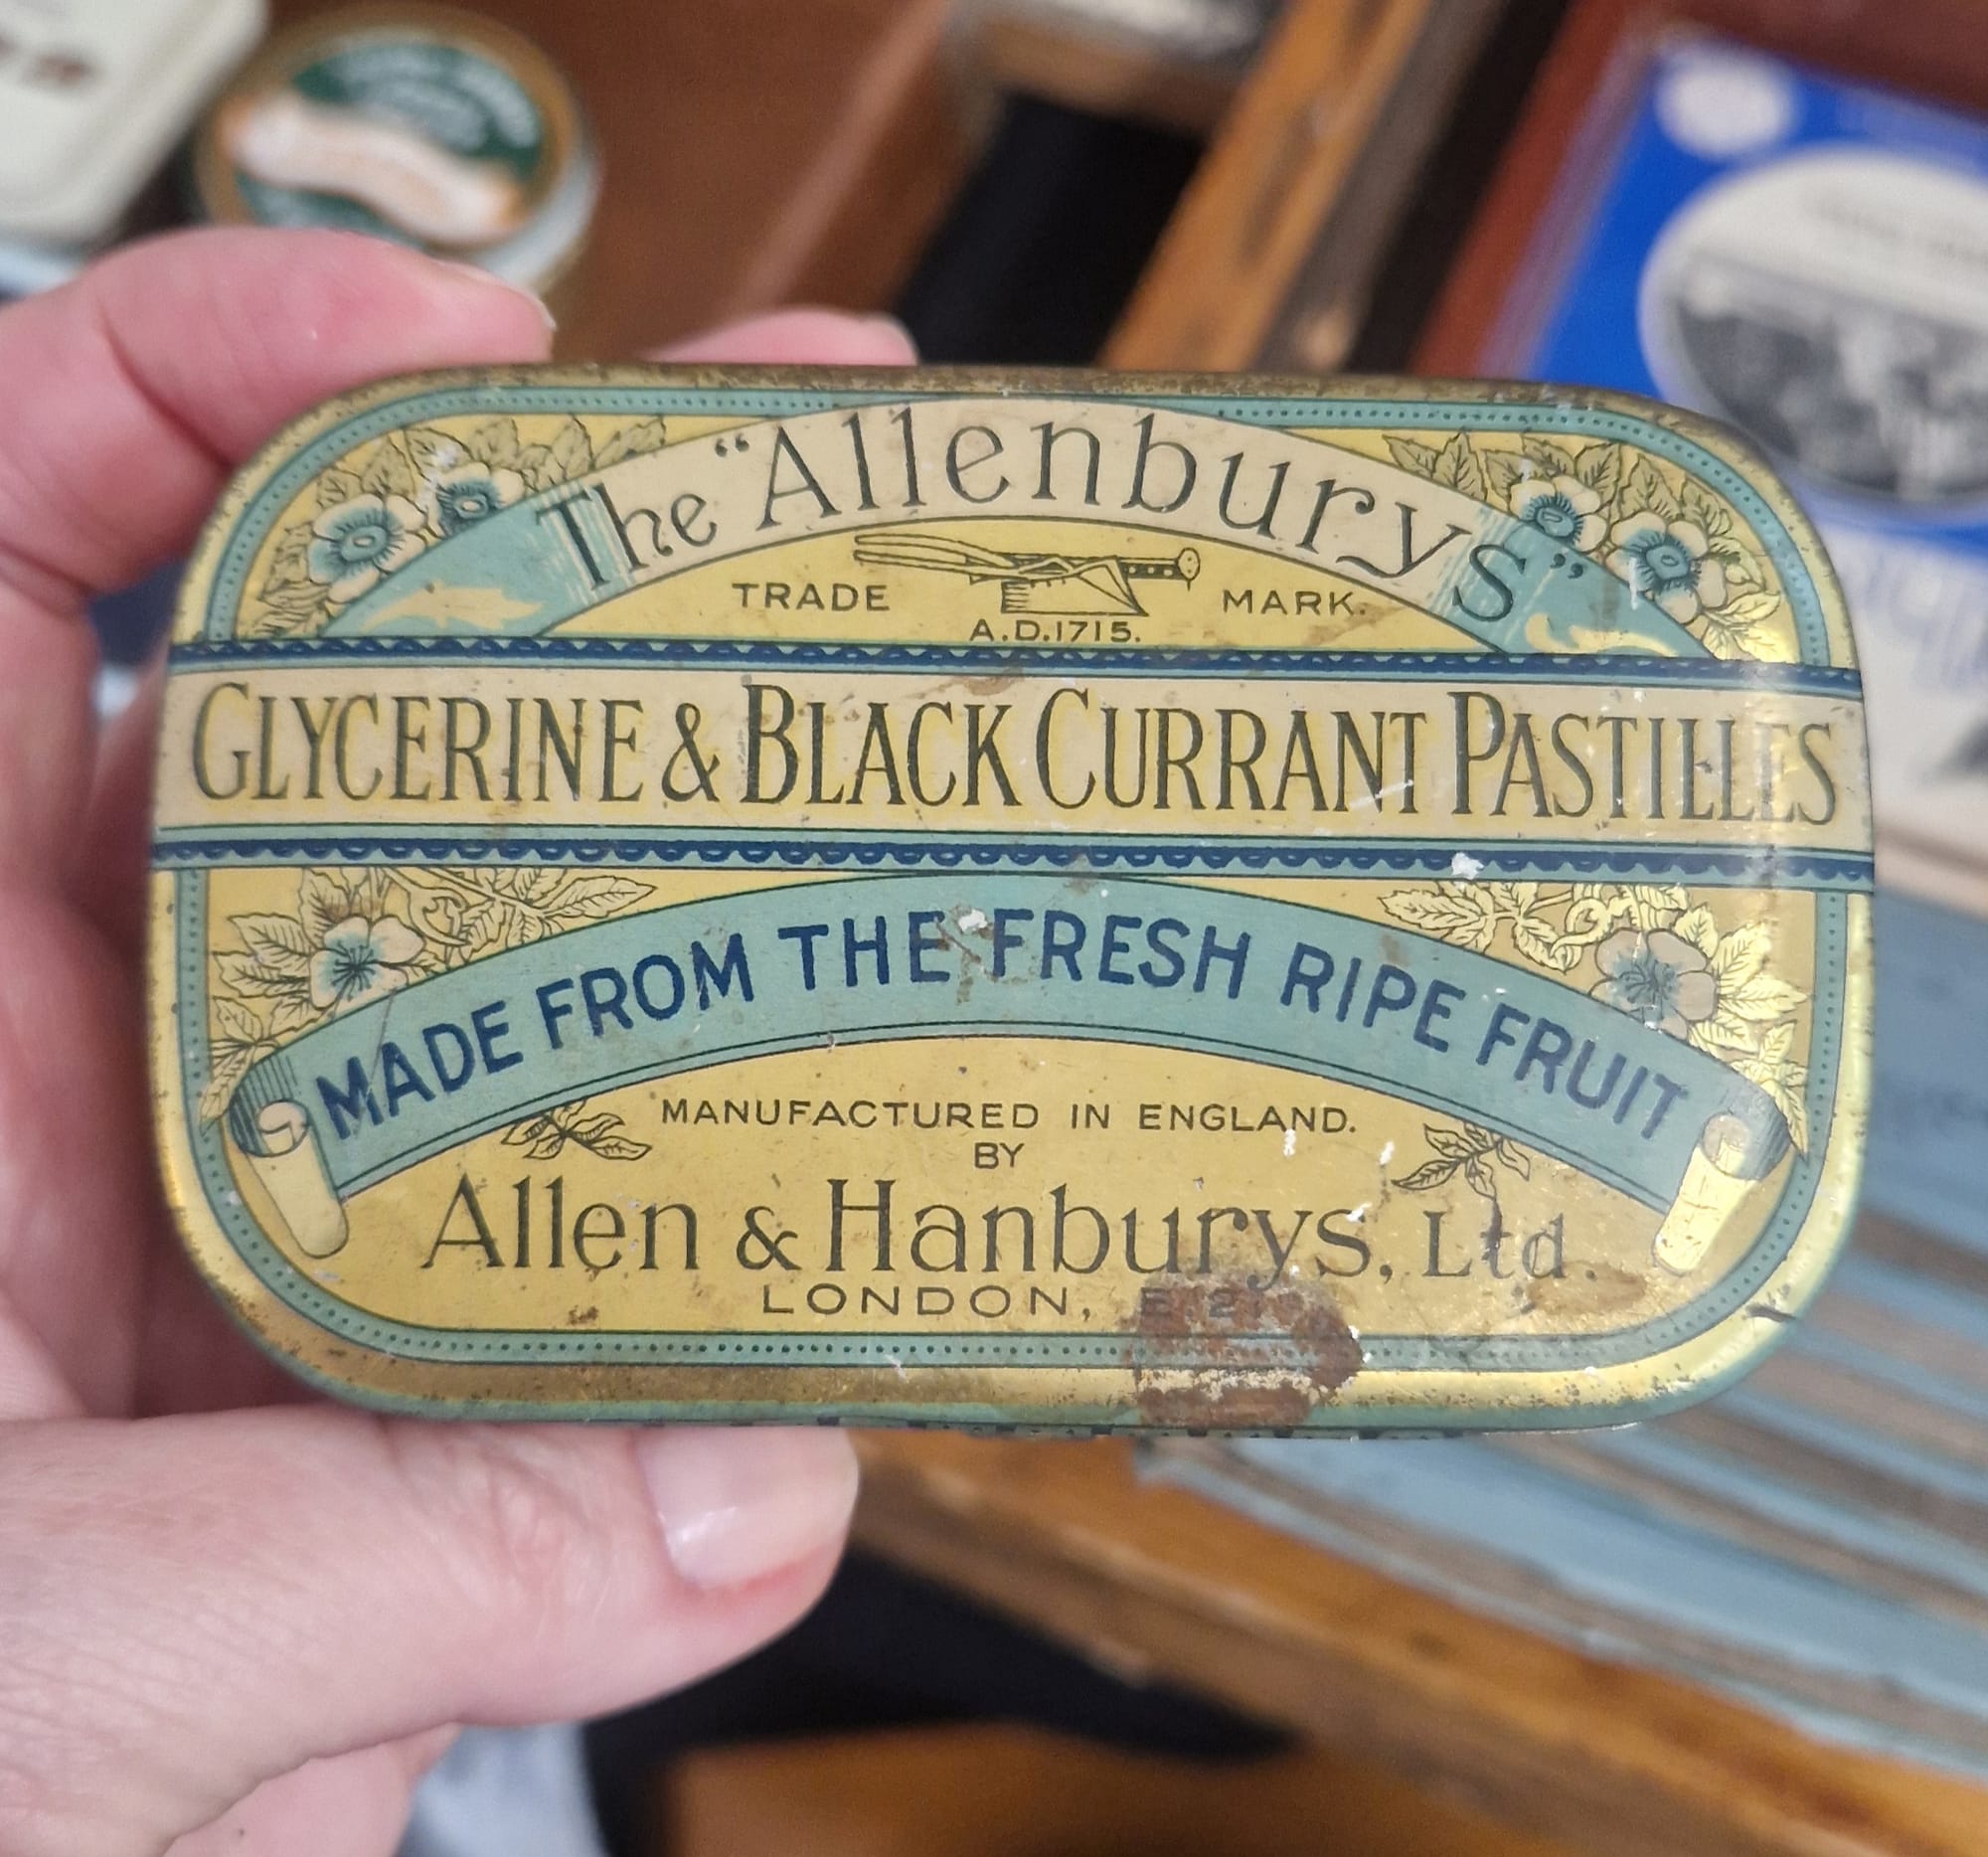 The "Allenburys"
TRADE MARK.
A.D.1715.
GLYCERINE & BLACK CURRANT PASTILLES
MADE FROM THE FRESH RIPE FRUIT
MANUFACTURED IN ENGLAND.
BY
Allen & Hanburys, Ltd.
LONDON, E 2